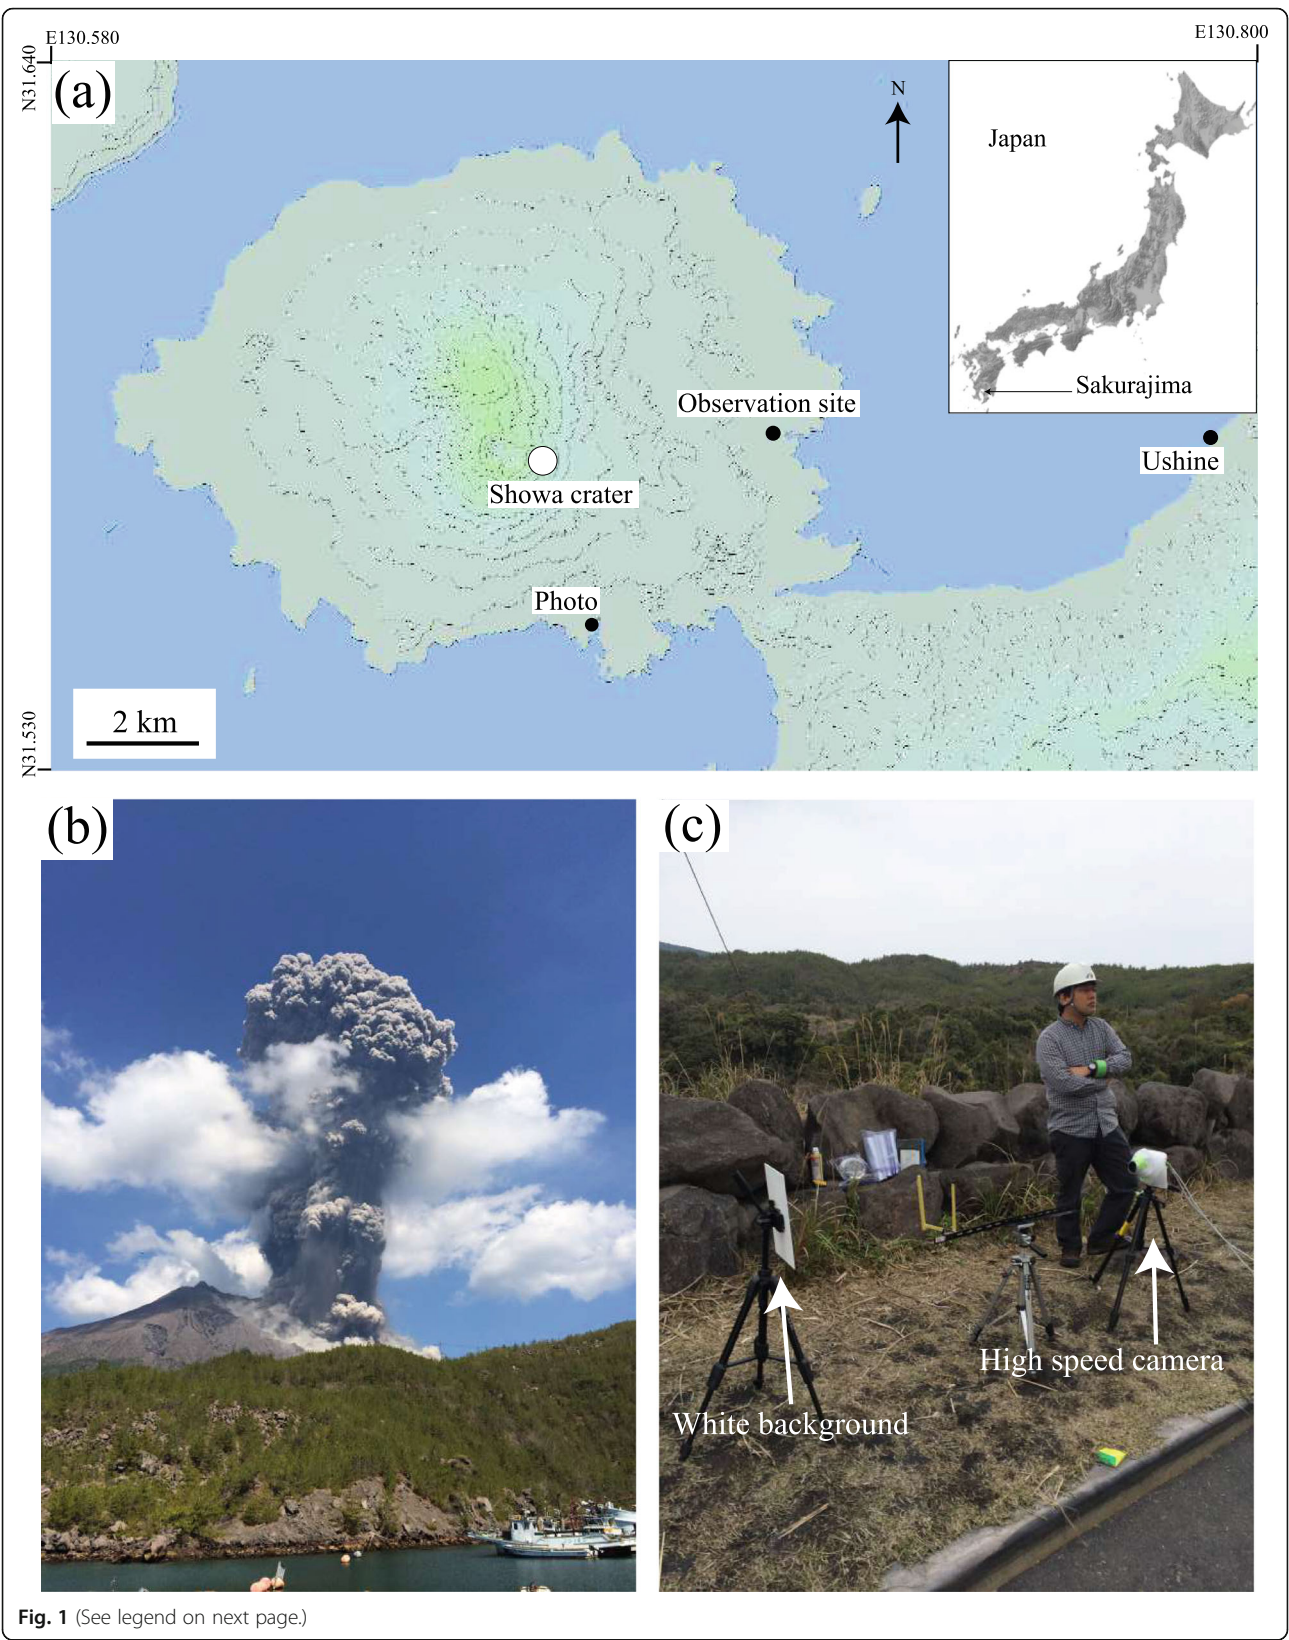 E130.580
E130.800
N31.640
(a)
N
Japan
Sakurajima
Observation site
Ushine
Showa crater
Photo
2 km
N31.530
(b)
(c)
High speed camera
White background
Fig. 1 (See legend on next page.)